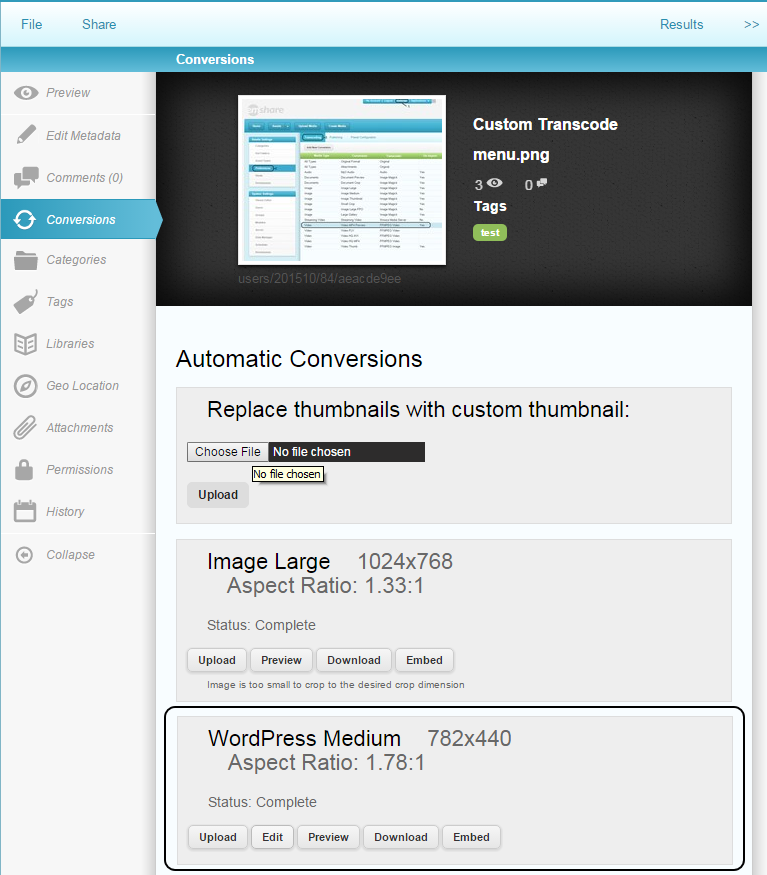 File Share Results >>
Conversions
Preview
Edit Metadata
Comments (0)
Conversions
Categories
Tags
Libraries
Geo Location
Attachments
Permissions
History
Collapse
share
users/201510/84/aeacde9ee
Custom Transcode
menu.png
3 0
Tags
test
Automatic Conversions
Replace thumbnails with custom thumbnail:
Choose File No file chosen
No file chosen
Upload
Image Large 1024x768
Aspect Ratio: 1.33:1
Status: Complete
Upload Preview Download Embed
Image is too small to crop to the desired crop dimension
WordPress Medium 782x440
Aspect Ratio: 1.78:1
Status: Complete
Upload Edit Preview Download Embed